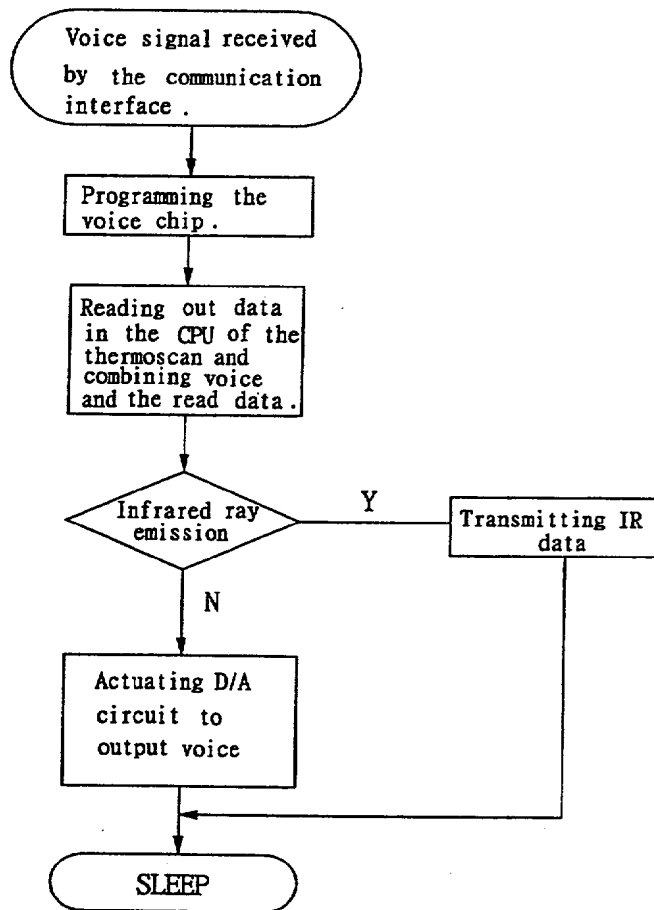 Voice signal received
by the communication
interface .
Programming the
voice chip .
Reading out data
in the CPU of the
thermoscan and
combining voice
and the read data .
Infrared ray
emission
Y
Transmitting IR
data
N
Actuating D/A
circuit to
output voice
SLEEP